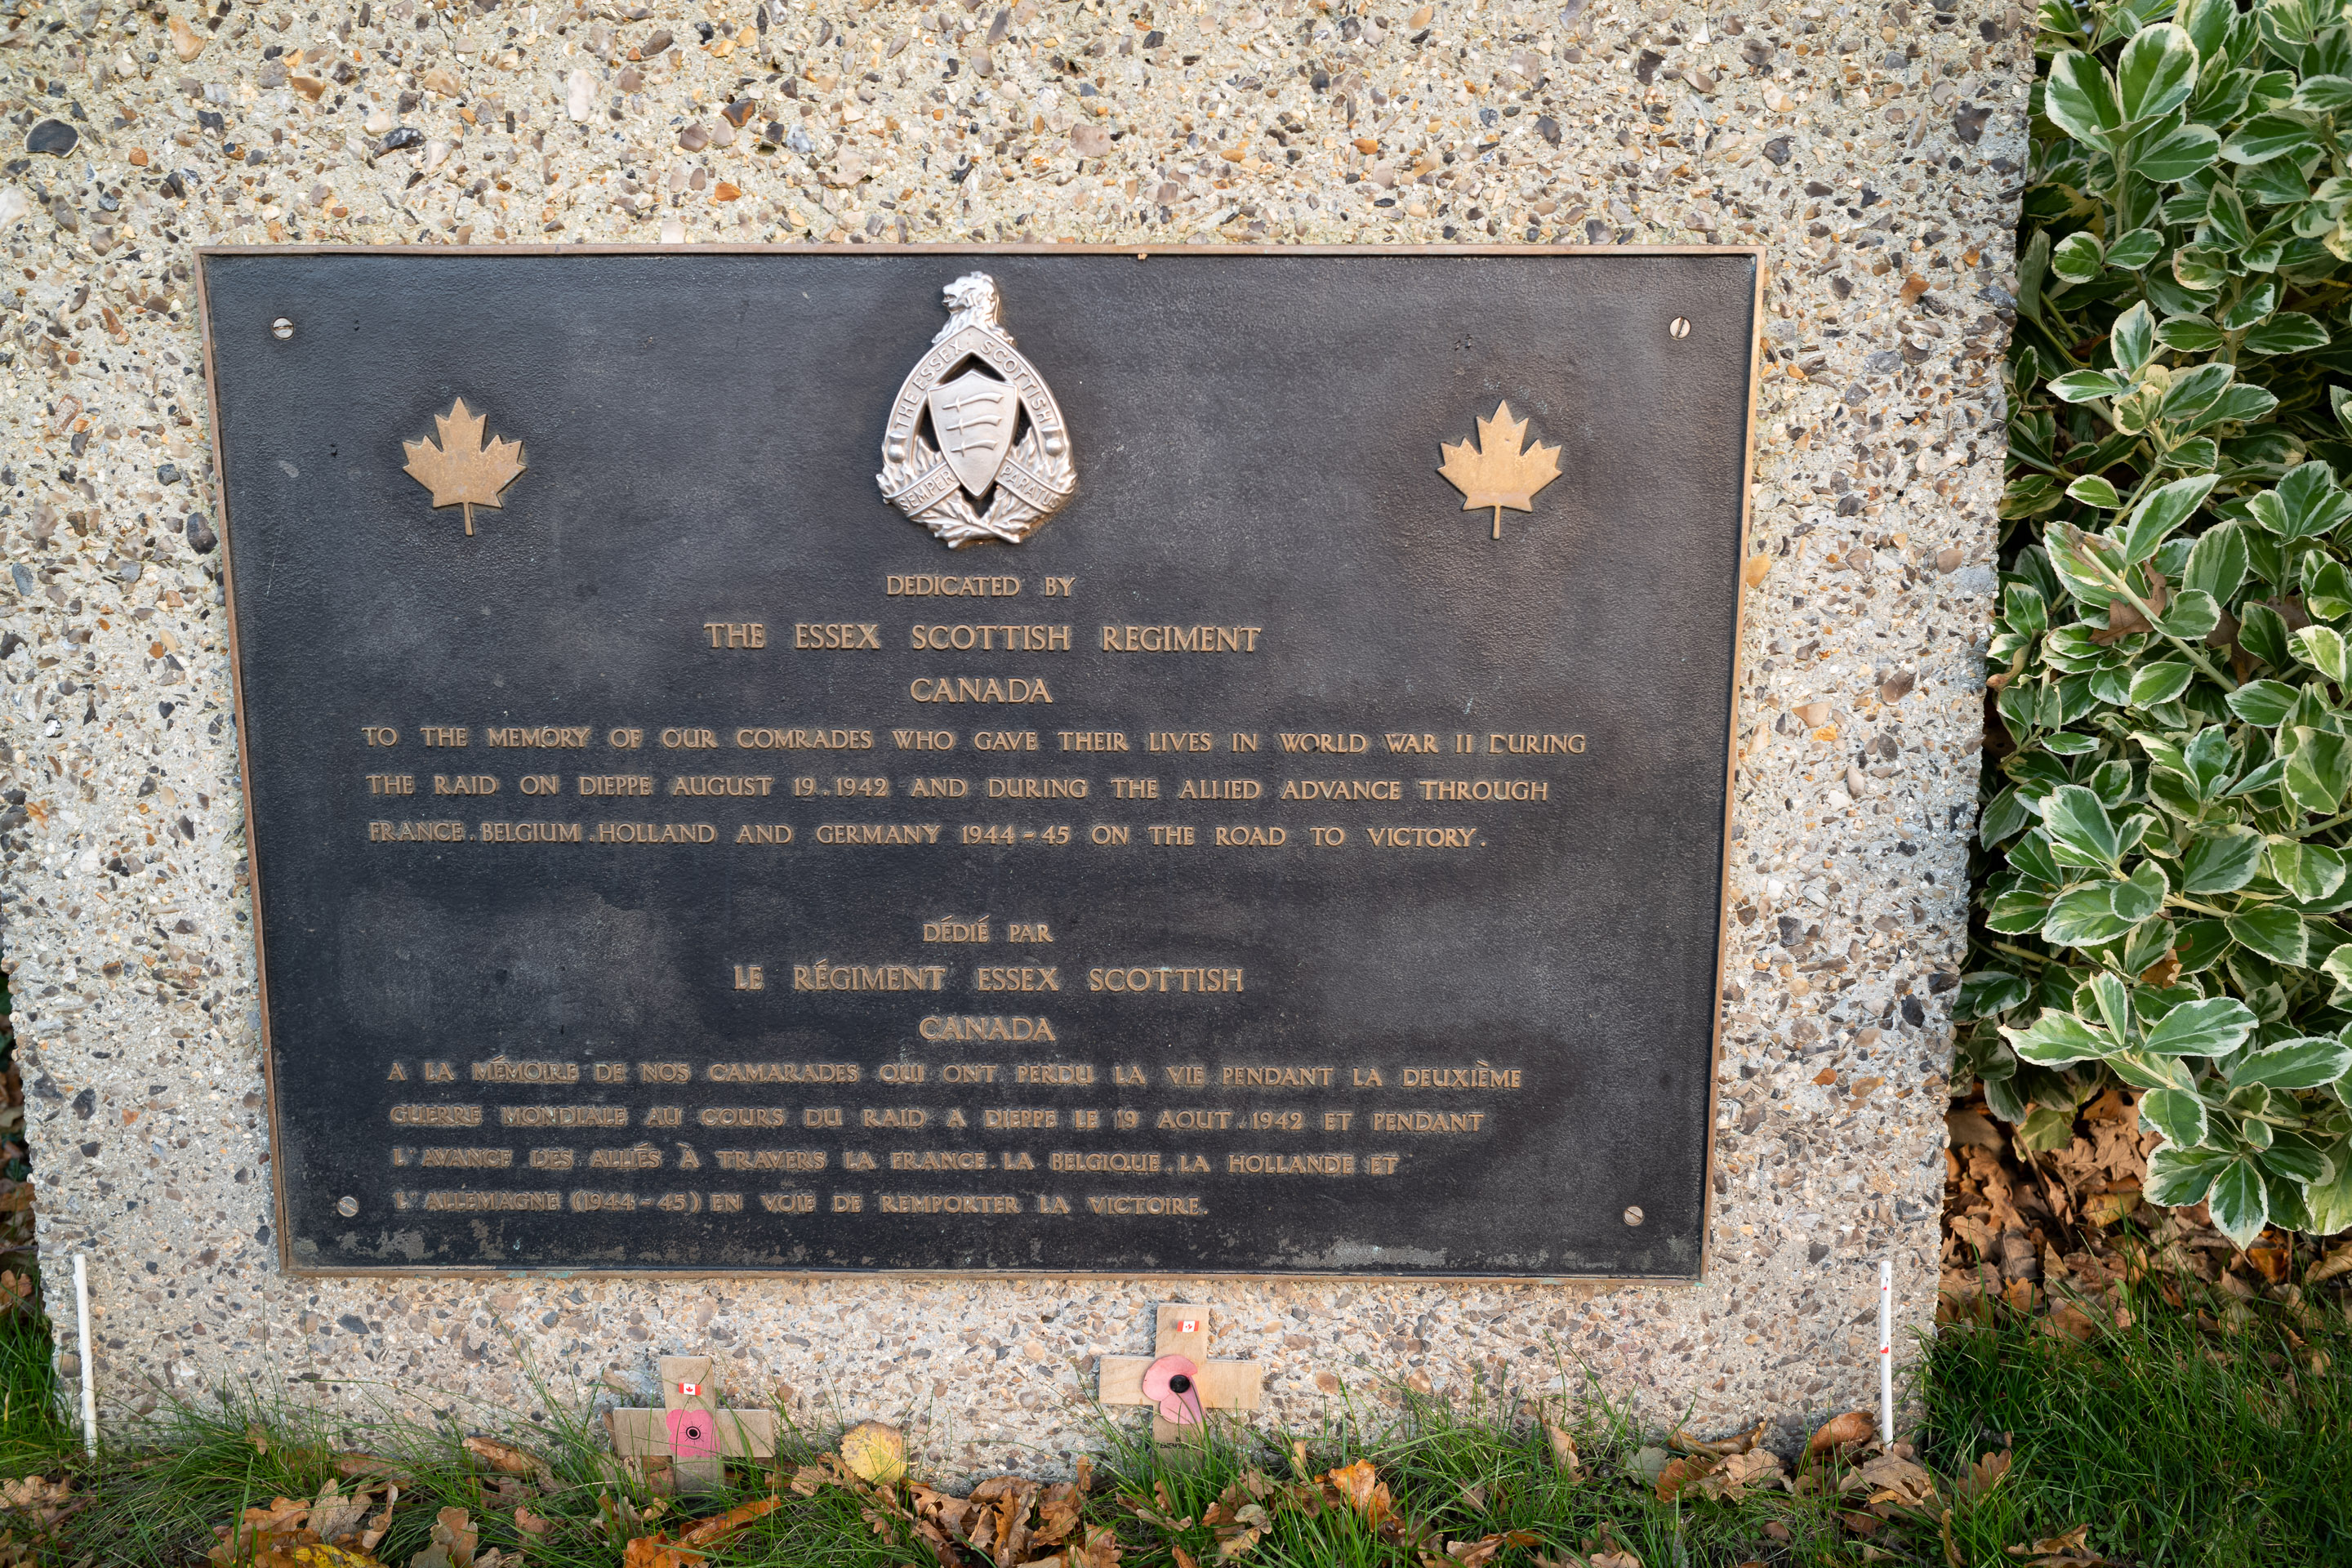 THE ESSEX SCOTTISH
SEMPER PARATUS
DEDICATED BY
THE ESSEX SCOTTISH REGIMENT
CANADA
TO THE MEMORY OF OUR COMRADES WHO GAVE THEIR LIVES IN WORLD WAR II DURING
THE RAID ON DIEPPE AUGUST 19.1942 AND DURING THE ALLIED ADVANCE THROUGH
FRANCE.BELGIUM.HOLLAND AND GERMANY 1944-45 ON THE ROAD TO VICTORY.
DÉDIÉ PAR
LE RÉGIMENT ESSEX SCOTTISH
CANADA
A LA MÉMOIRE DE NOS CAMARADES QUI ONT PERDU LA VIE PENDANT LA DEUXIÈME
GUERRE MONDIALE AU COURS DU RAID A DIEPPE LE 19 AOUT.1942 ET PENDANT
L'AVANCE DES ALLIÉS À TRAVERS LA FRANCE.LA BELGIQUE.LA HOLLANDE ET
L'ALLEMAGNE (1944-45) EN VOIE DE REMPORTER LA VICTOIRE.